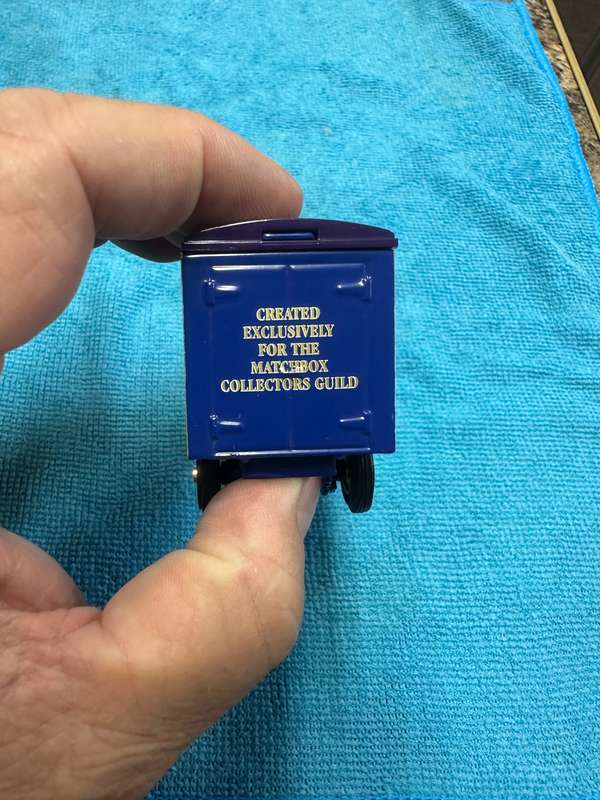 CREATED
EXCLUSIVELY
FOR THE
MATCHBOX
COLLECTORS GUILD